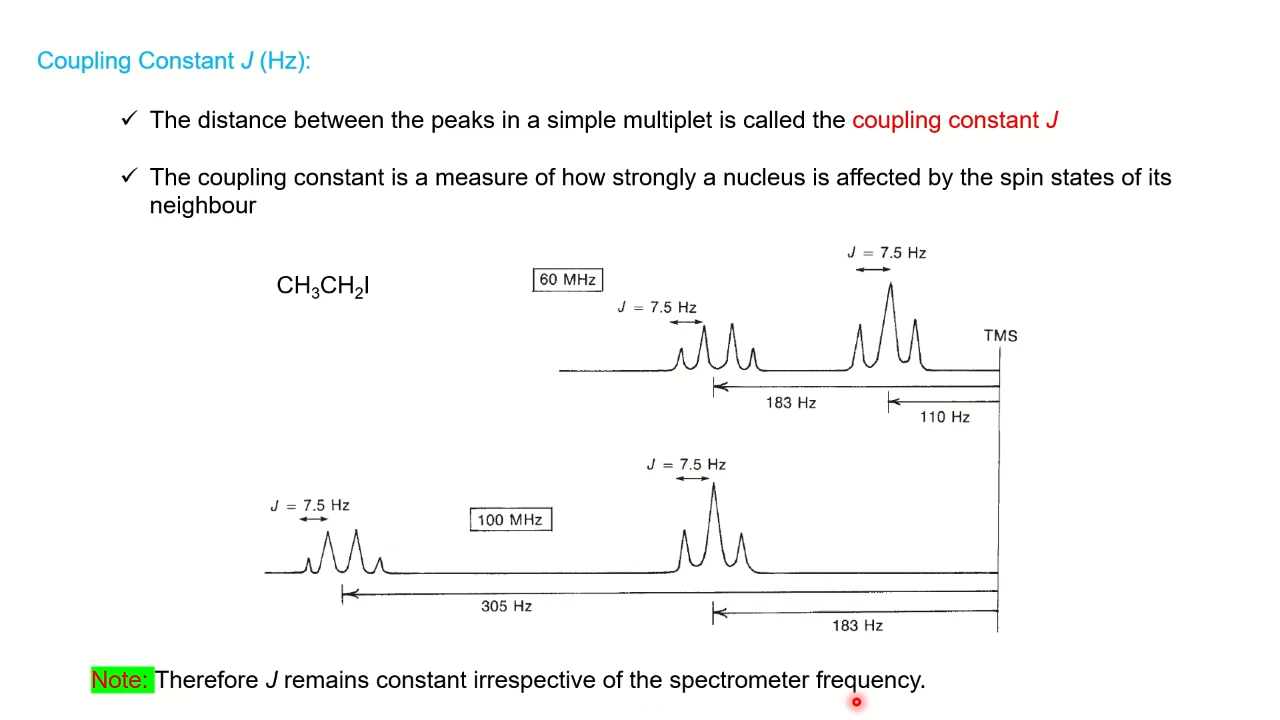 Coupling Constant J (Hz):
✓ The distance between the peaks in a simple multiplet is called the coupling constant J
✓ The coupling constant is a measure of how strongly a nucleus is affected by the spin states of its
neighbour
J = 7.5 Hz
CH₃CH₂I
60 MHz
J = 7.5 Hz
TMS
183 Hz
110 Hz
J = 7.5 Hz
J = 7.5 Hz
100 MHz
305 Hz
183 Hz
Note: Therefore J remains constant irrespective of the spectrometer frequency.